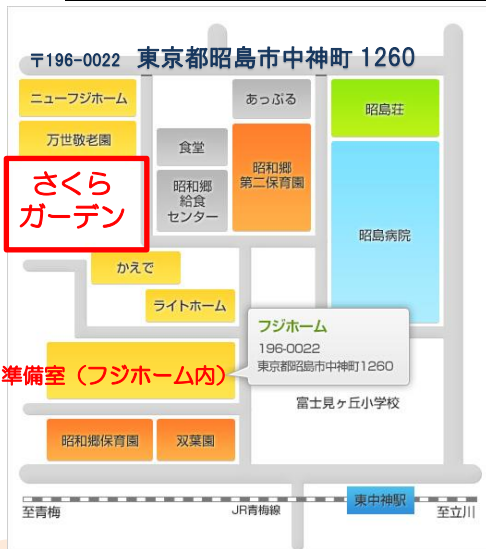 〒196-0022 東京都昭島市中神町 1260
ニューフジホーム
あっぷる
昭島荘
万世敬老園
食堂
昭和郷
第二保育園
さくら
ガーデン
昭和郷
給食
センター
昭島病院
かえで
ライトホーム
フジホーム
196-0022
東京都昭島市中神町1260
準備室（フジホーム内）
富士見ヶ丘小学校
昭和郷保育園
双葉園
至青梅
JR青梅線
東中神駅
至立川